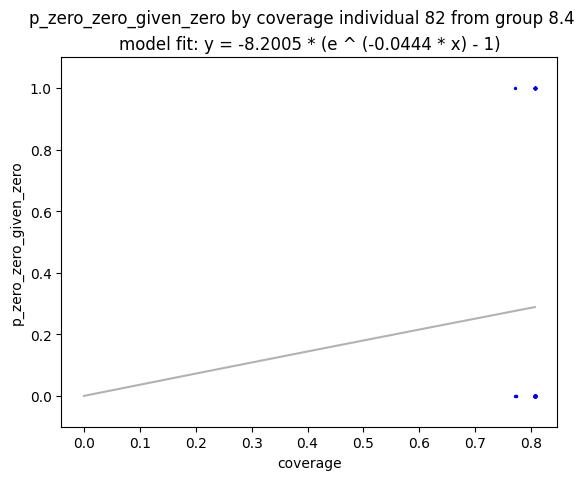 p_zero_zero_given_zero by coverage individual 82 from group 8.4
model fit: y = -8.2005 * (e ^ (-0.0444 * x) - 1)
1.0
0.8
0.6
0.4
0.2
0.0
p_zero_zero_given_zero
0.0 0.1 0.2 0.3 0.4 0.5 0.6 0.7 0.8
coverage